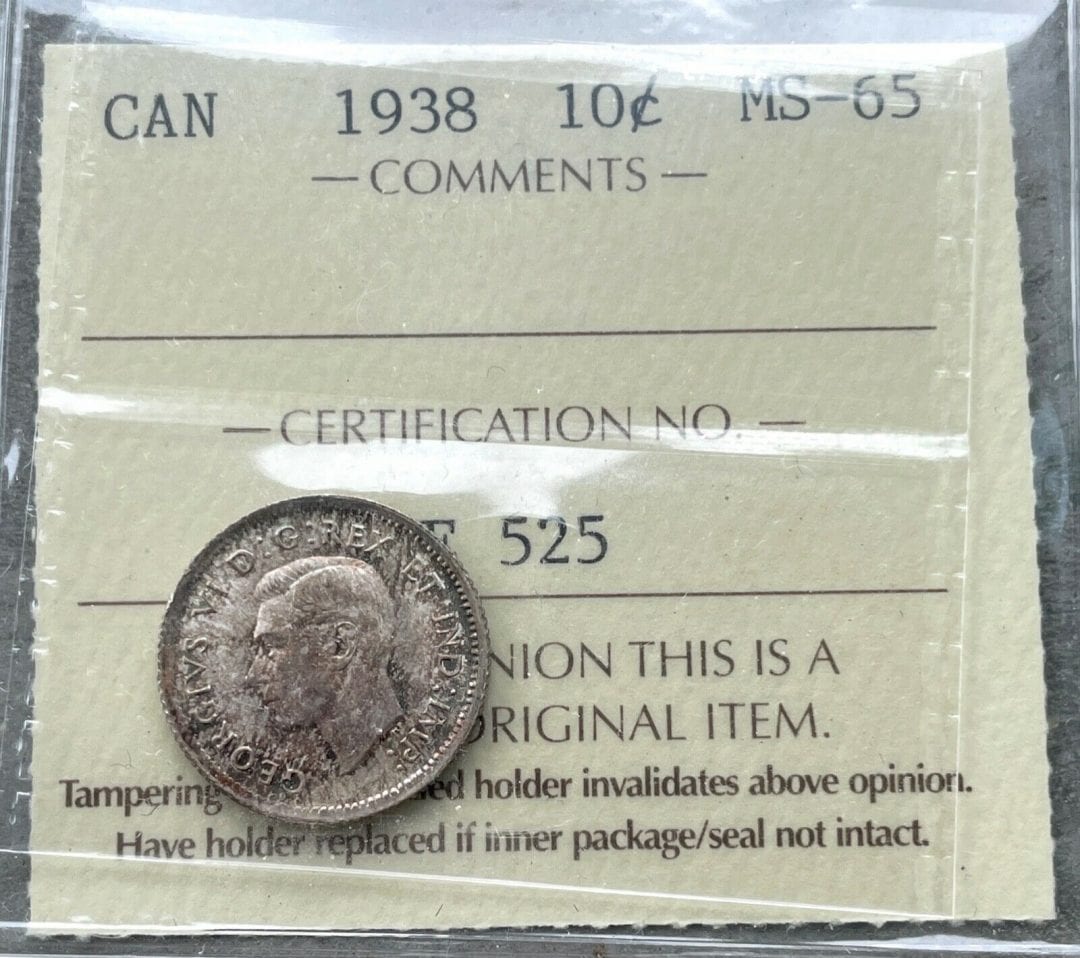 CAN 1938 10¢ MS-65
— COMMENTS —
— CERTIFICATION NO. —
525
GEORGIVS VI D:G:REX ET IND:IMP:
THIS IS A
ORIGINAL ITEM.
Tampering holder invalidates above opinion.
Have holder replaced if inner package/seal not intact.